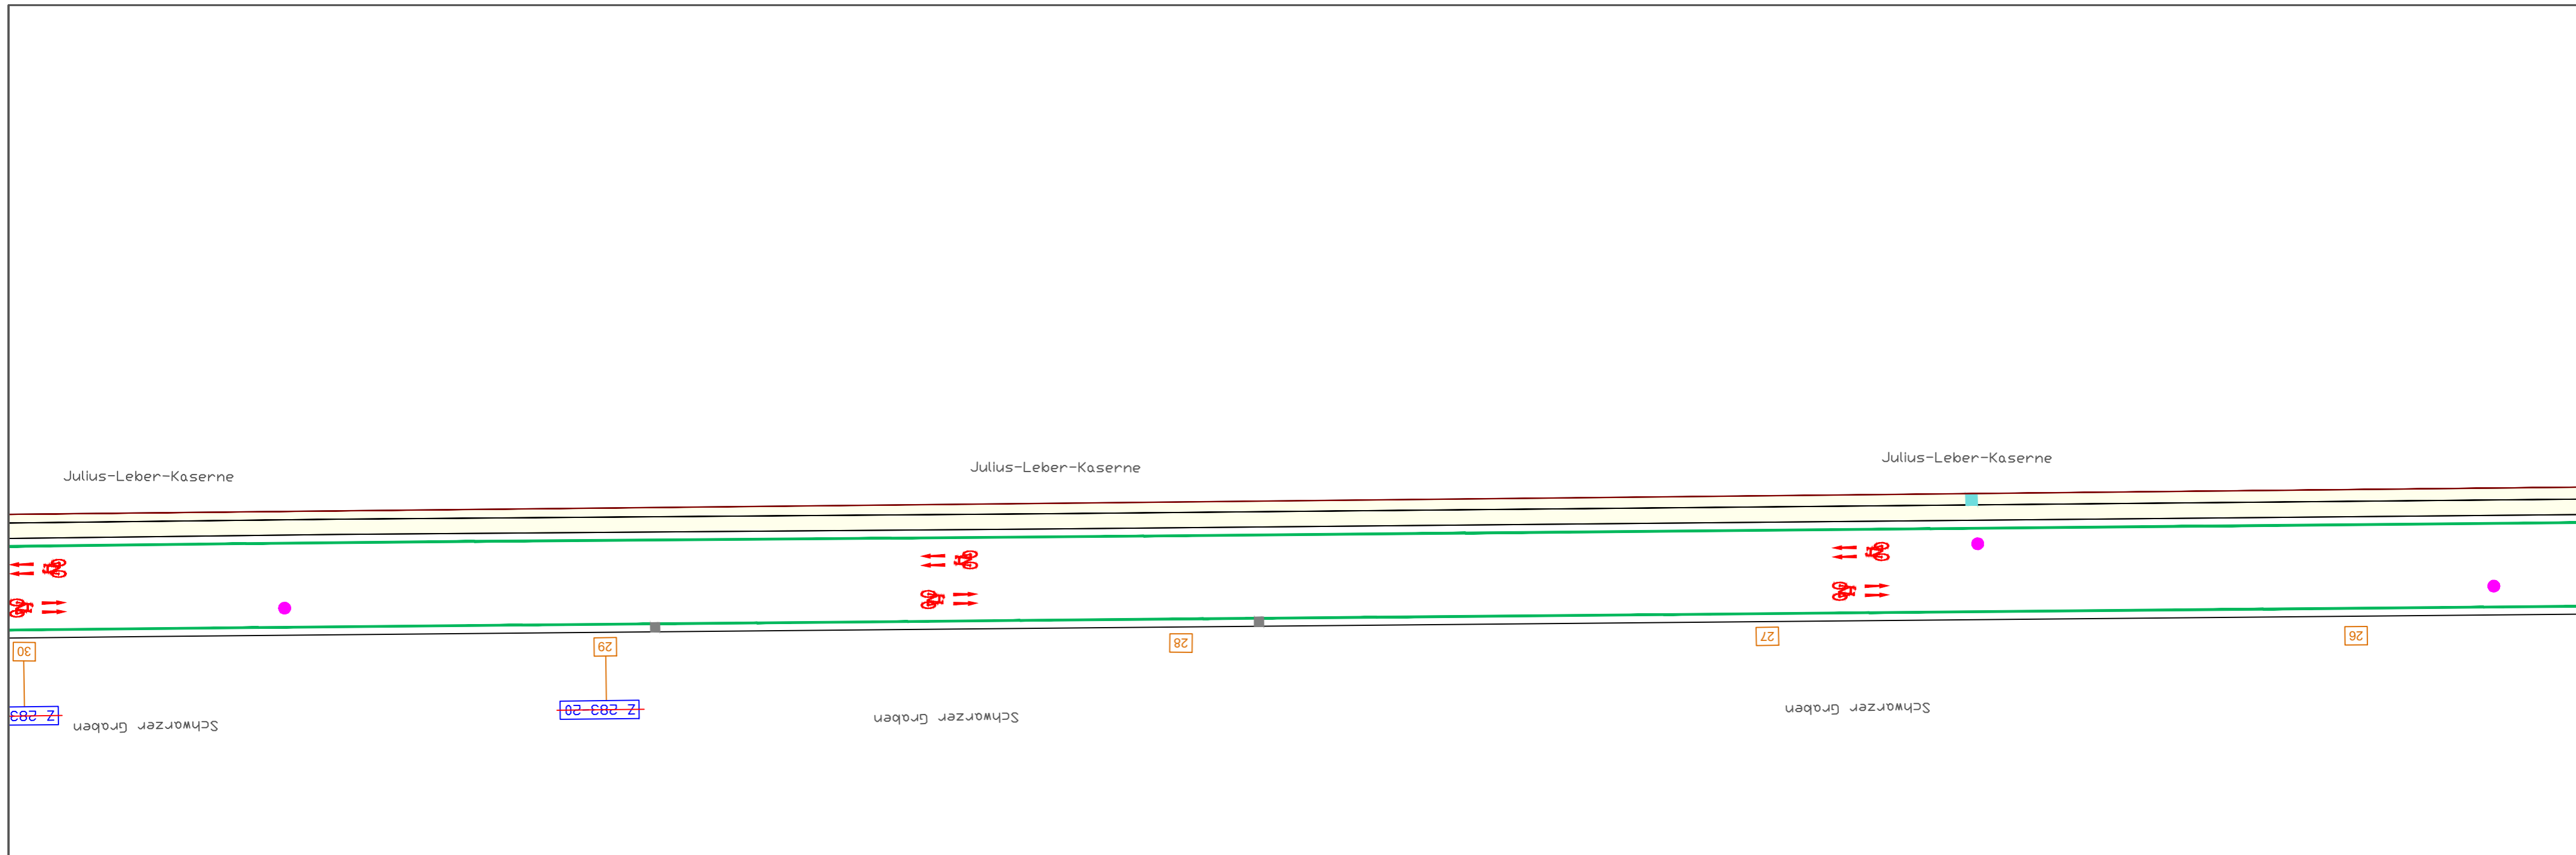 Julius-Leber-Kaserne
Julius-Leber-Kaserne
Julius-Leber-Kaserne
30
29
28
27
26
Z 283
Z 283-20
Schwarzer Graben
Schwarzer Graben
Schwarzer Graben